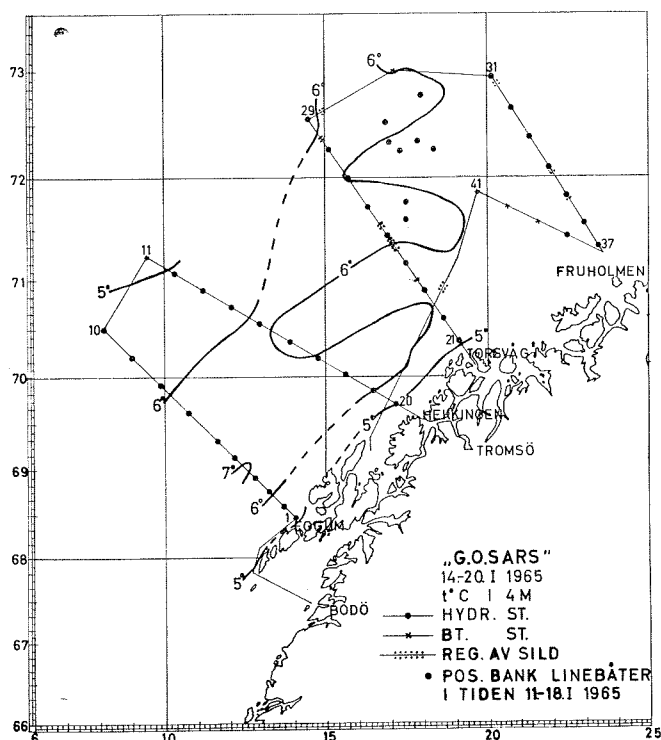 73
72
71
70
69
68
67
66
6
10
15
20
25
6°
29
6°
31
41
37
FRUHOLMEN
11
5°
10
6°
21
5°
TORSVÅG
6°
20
HEKKINGEN
5°
TROMSÖ
7°
6°
1
EGGUM
5°
BODÖ
„G.O.SARS"
14-20.I 1965
t°C I 4M
HYDR. ST.
BT. ST.
REG. AV SILD
POS. BANK LINEBÅTER
I TIDEN 11-18.I 1965